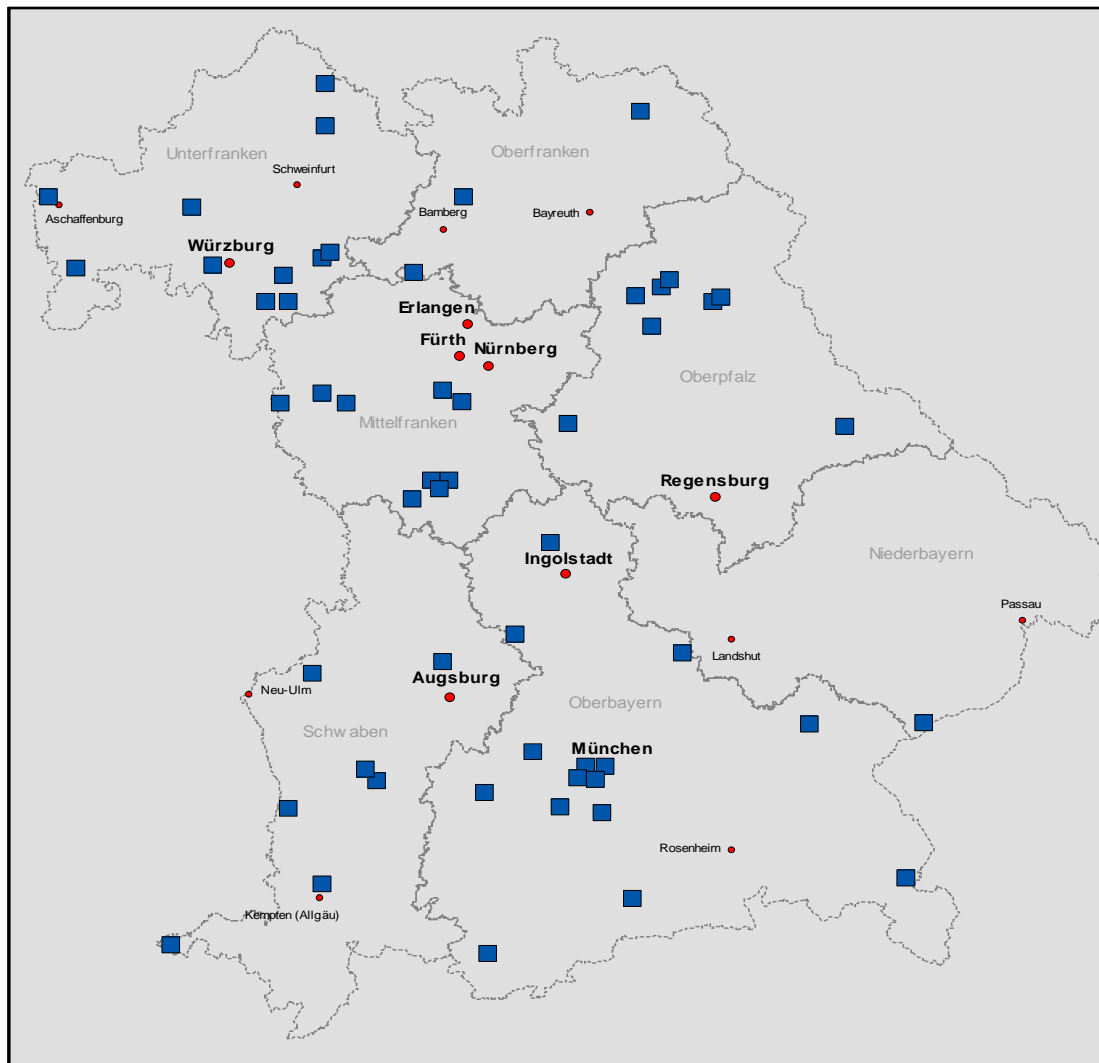 Oberfranken
Unterfranken
Schweinfurt
Aschaffenburg
Bamberg
Bayreuth
Würzburg
Erlangen
Fürth
Nürnberg
Oberpfalz
Mittelfranken
Regensburg
Niederbayern
Ingolstadt
Passau
Landshut
Augsburg
Neu-Ulm
Oberbayern
Schwaben
München
Rosenheim
Kempten (Allgäu)